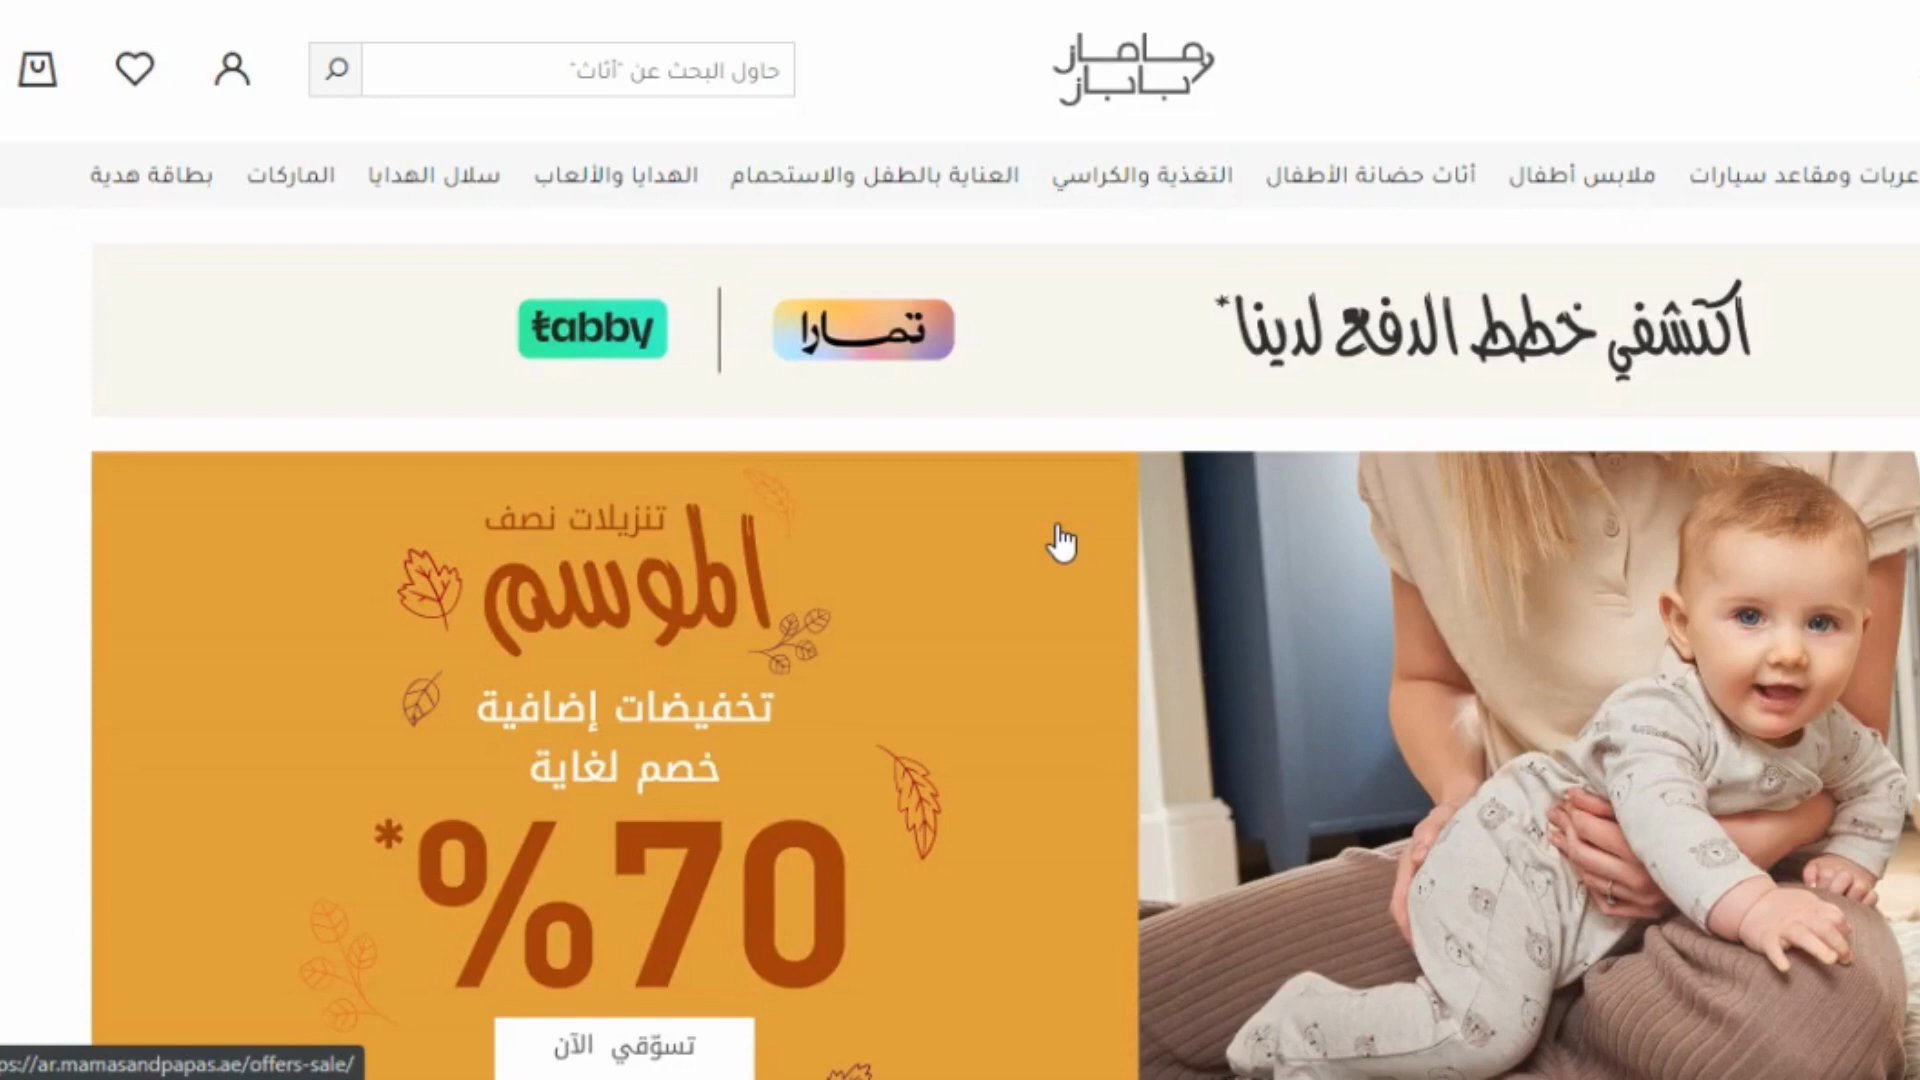 ماماز
باباز
حاول البحث عن "أثاث"
عربات ومقاعد سيارات
ملابس أطفال
أثاث حضانة الأطفال
التغذية والكراسي
العناية بالطفل والاستحمام
الهدايا والألعاب
سلال الهدايا
الماركات
بطاقة هدية
اكتشفي خطط الدفع لدينا*
تمارا
tabby
تنزيلات نصف
الموسم
تخفيضات إضافية
خصم لغاية
70%*
تسوّقي الآن
ps://ar.mamasandpapas.ae/offers-sale/